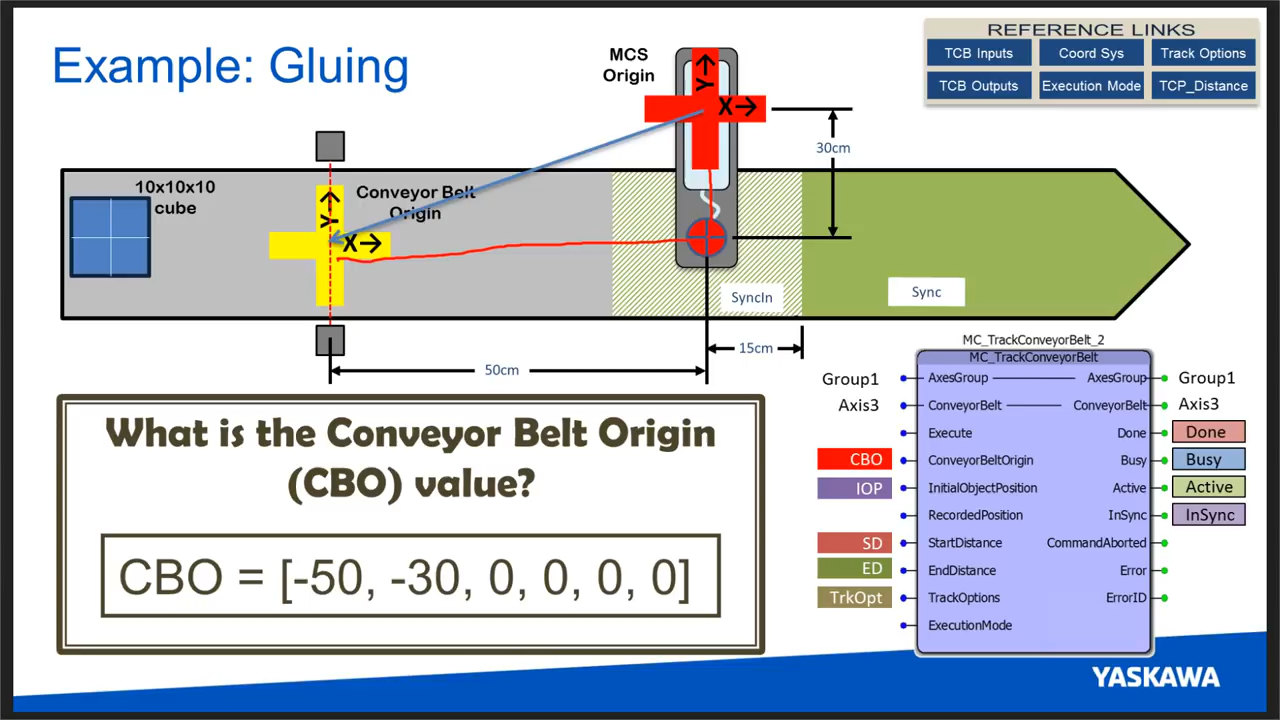 Example: Gluing
REFERENCE LINKS
TCB Inputs
Coord Sys
Track Options
TCB Outputs
Execution Mode
TCP_Distance
MCS
Origin
Y→
X→
30cm
10x10x10
cube
Conveyor Belt
Origin
Y→
X→
SyncIn
Sync
15cm
50cm
What is the Conveyor Belt Origin
(CBO) value?
CBO = [-50, -30, 0, 0, 0, 0]
MC_TrackConveyorBelt_2
MC_TrackConveyorBelt
Group1
AxesGroup
AxesGroup
Group1
Axis3
ConveyorBelt
ConveyorBelt
Axis3
Execute
Done
Done
CBO
ConveyorBeltOrigin
Busy
Busy
IOP
InitialObjectPosition
Active
Active
RecordedPosition
InSync
InSync
SD
StartDistance
CommandAborted
ED
EndDistance
Error
TrkOpt
TrackOptions
ErrorID
ExecutionMode
YASKAWA